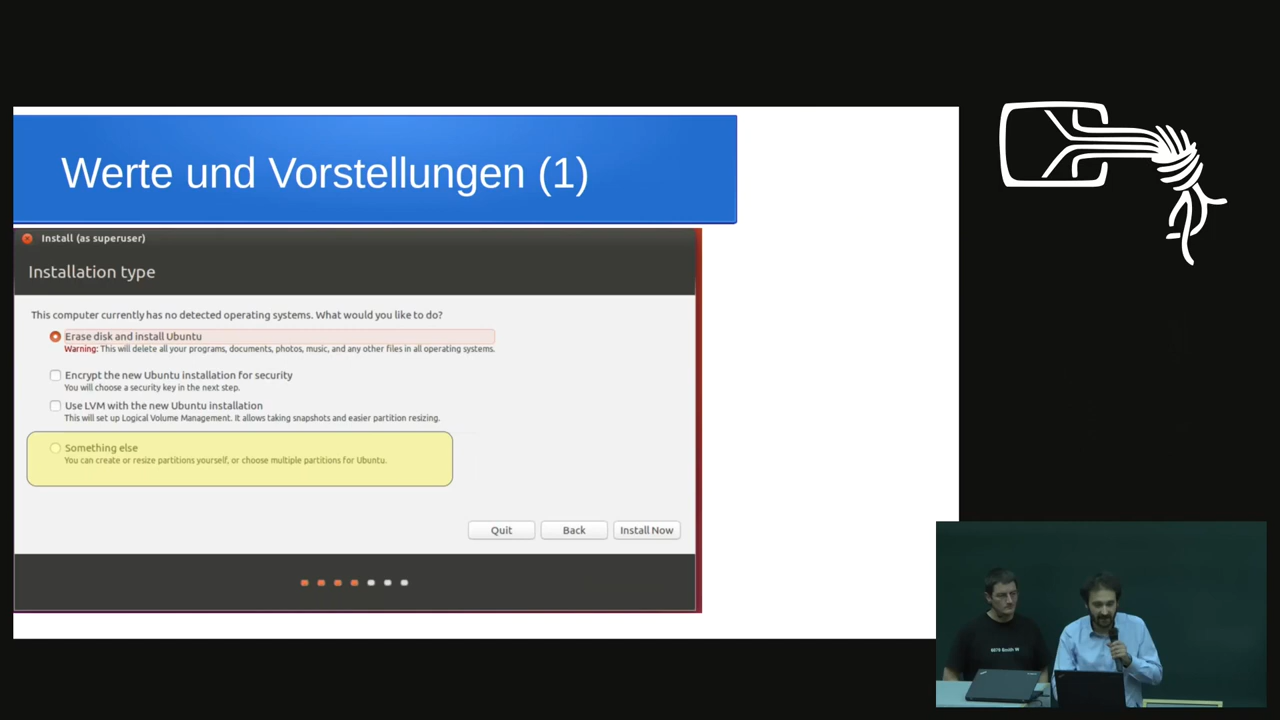 Werte und Vorstellungen (1)
Install (as superuser)
Installation type
This computer currently has no detected operating systems. What would you like to do?
Erase disk and install Ubuntu
Warning: This will delete all your programs, documents, photos, music, and any other files in all operating systems.
Encrypt the new Ubuntu installation for security
You will choose a security key in the next step.
Use LVM with the new Ubuntu installation
This will set up Logical Volume Management. It allows taking snapshots and easier partition resizing.
Something else
You can create or resize partitions yourself, or choose multiple partitions for Ubuntu.
Quit
Back
Install Now